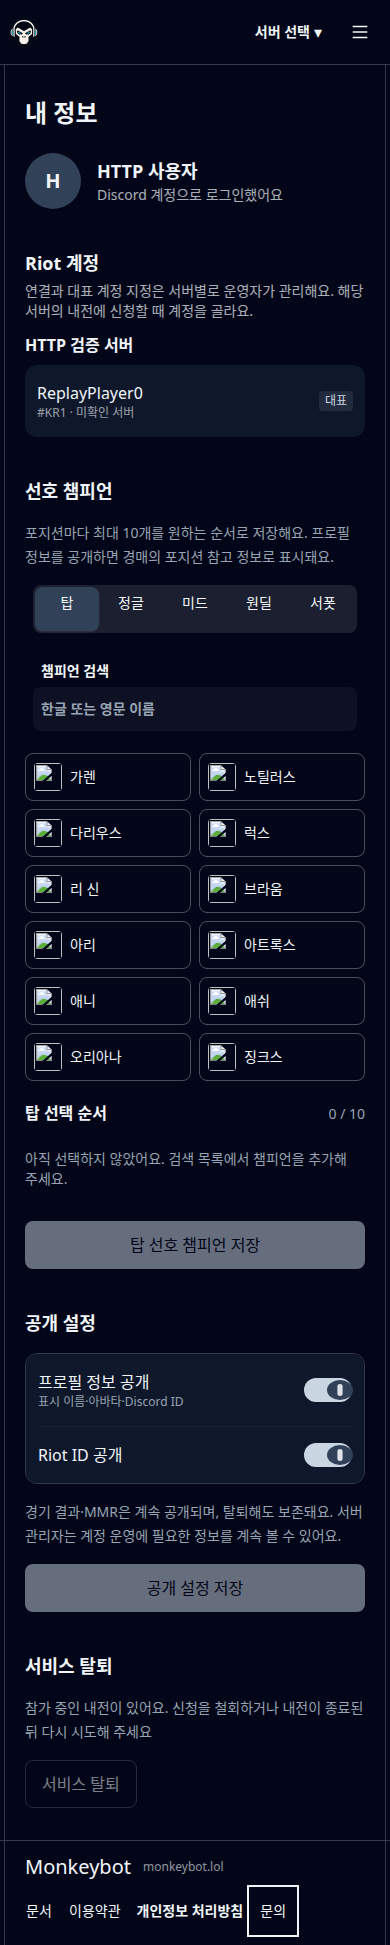 서버 선택 ▾
내 정보
H
HTTP 사용자
Discord 계정으로 로그인했어요
Riot 계정
연결과 대표 계정 지정은 서버별로 운영자가 관리해요. 해당
서버의 내전에 신청할 때 계정을 골라요.
HTTP 검증 서버
ReplayPlayer0
#KR1 · 미확인 서버
대표
선호 챔피언
포지션마다 최대 10개를 원하는 순서로 저장해요. 프로필
정보를 공개하면 경매의 포지션 참고 정보로 표시돼요.
탑 정글 미드 원딜 서폿
챔피언 검색
한글 또는 영문 이름
가렌 노틸러스
다리우스 럭스
리 신 브라움
아리 아트록스
애니 애쉬
오리아나 징크스
탑 선택 순서 0 / 10
아직 선택하지 않았어요. 검색 목록에서 챔피언을 추가해
주세요.
탑 선호 챔피언 저장
공개 설정
프로필 정보 공개
표시 이름·아바타·Discord ID
Riot ID 공개
경기 결과·MMR은 계속 공개되며, 탈퇴해도 보존돼요. 서버
관리자는 계정 운영에 필요한 정보를 계속 볼 수 있어요.
공개 설정 저장
서비스 탈퇴
참가 중인 내전이 있어요. 신청을 철회하거나 내전이 종료된
뒤 다시 시도해 주세요
서비스 탈퇴
Monkeybot monkeybot.lol
문서 이용약관 개인정보 처리방침 문의